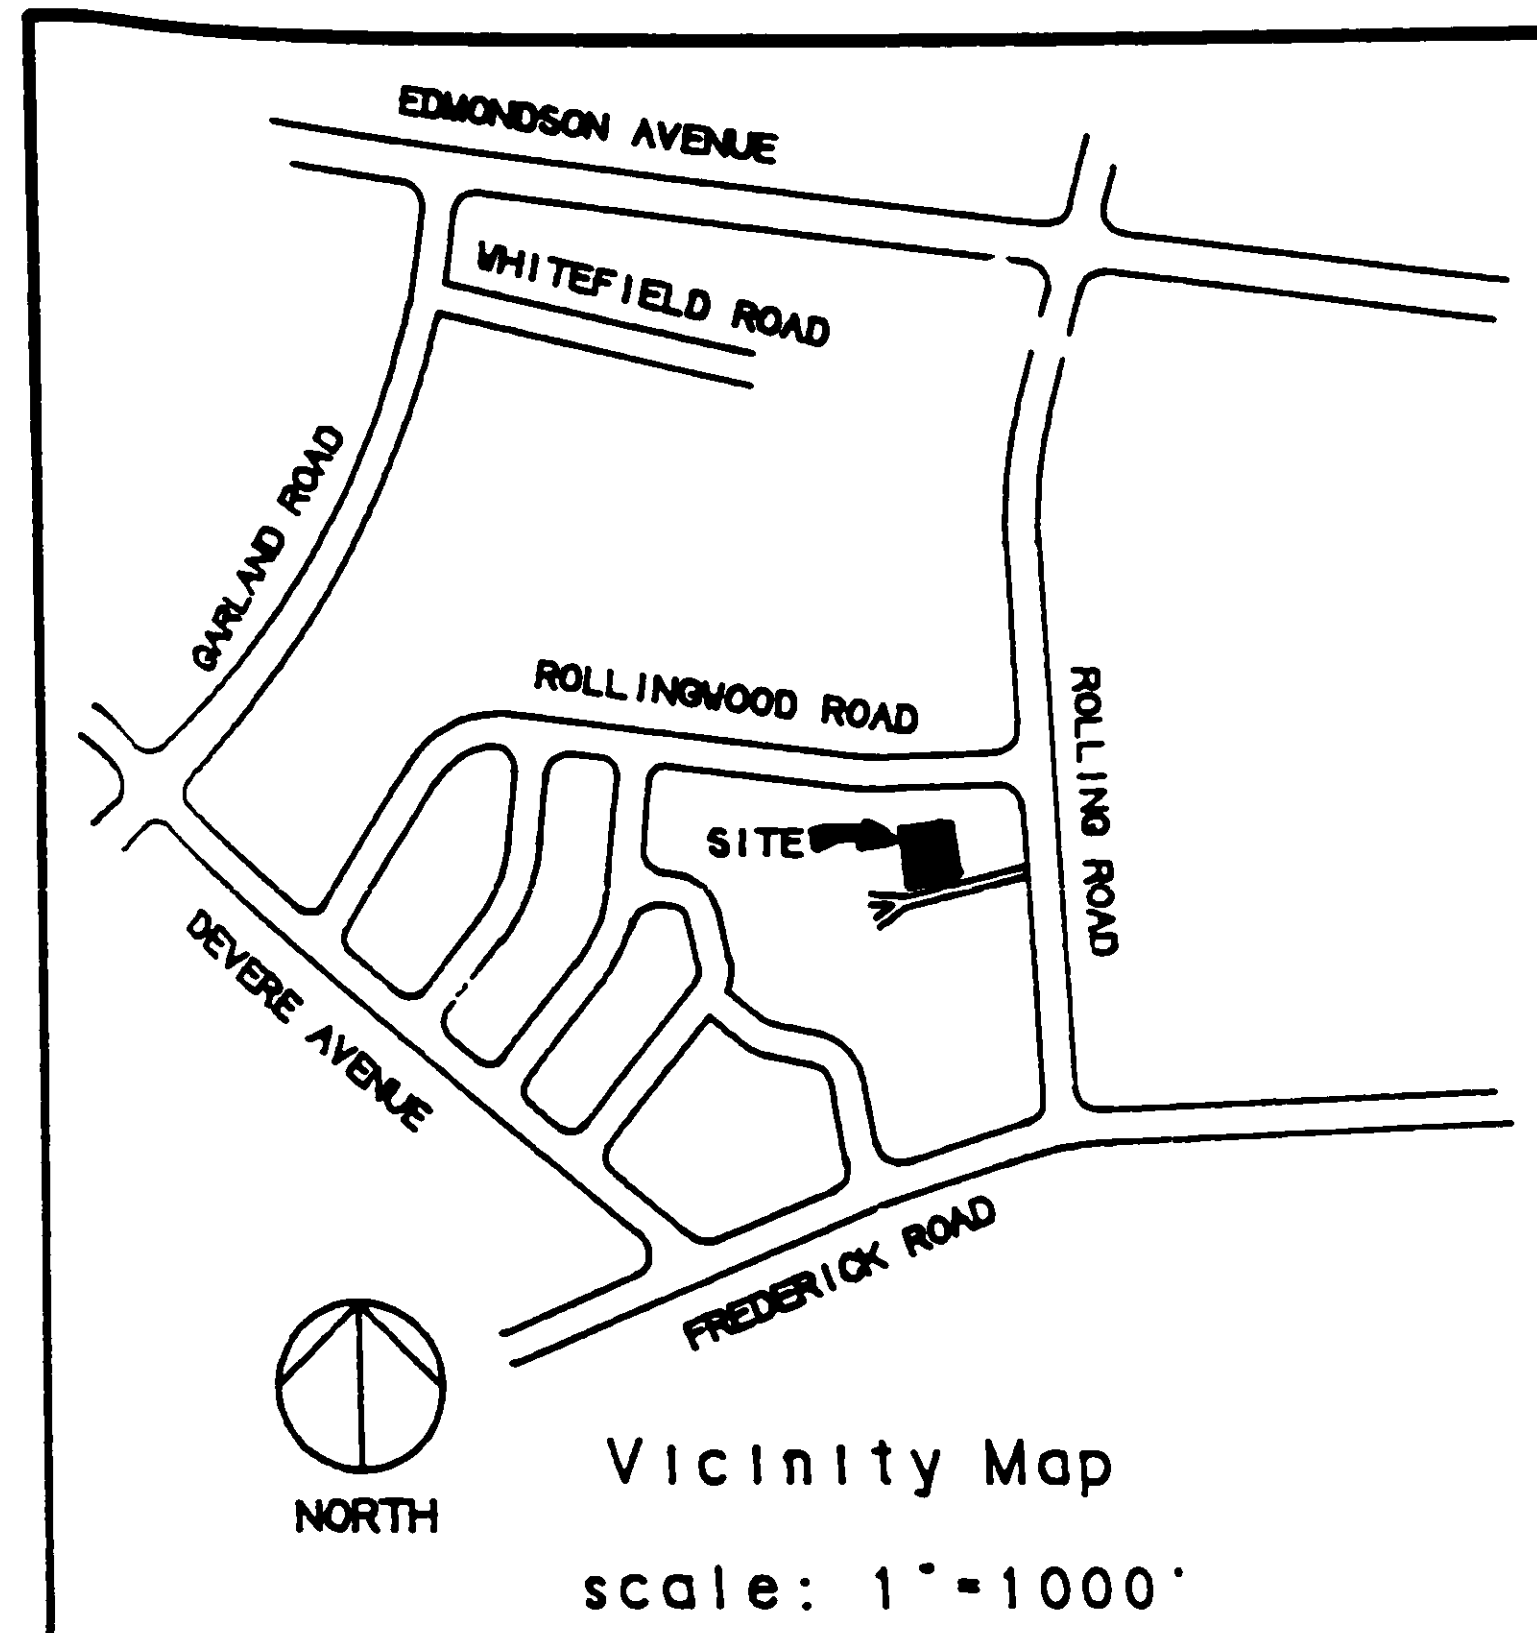 EDMONDSON AVENUE
WHITEFIELD ROAD
GARLAND ROAD
ROLLINGWOOD ROAD
ROLLING ROAD
SITE
DEVERE AVENUE
FREDERICK ROAD
NORTH
Vicinity Map
scale: 1"=1000'